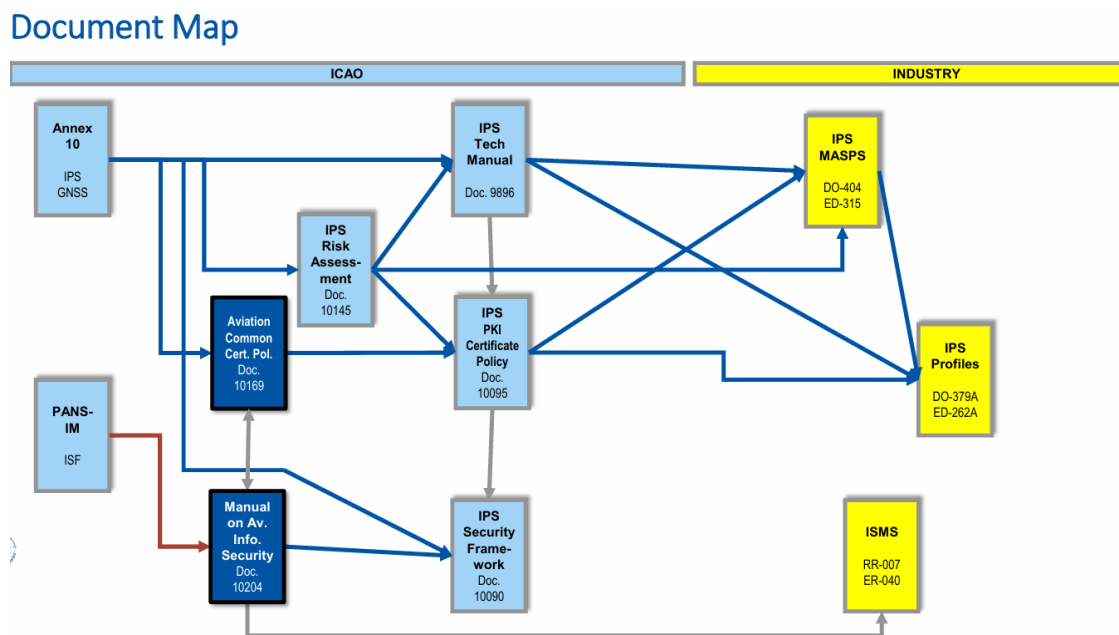 Document Map
ICAO
INDUSTRY
Annex
10
IPS
GNSS
IPS
Tech
Manual
Doc. 9896
IPS
MASPS
DO-404
ED-315
IPS
Risk
Assess-
ment
Doc.
10145
Aviation
Common
Cert. Pol.
Doc.
10169
IPS
PKI
Certificate
Policy
Doc.
10095
IPS
Profiles
DO-379A
ED-262A
PANS-
IM
ISF
Manual
on Av.
Info.
Security
Doc.
10204
IPS
Security
Frame-
work
Doc.
10090
ISMS
RR-007
ER-040